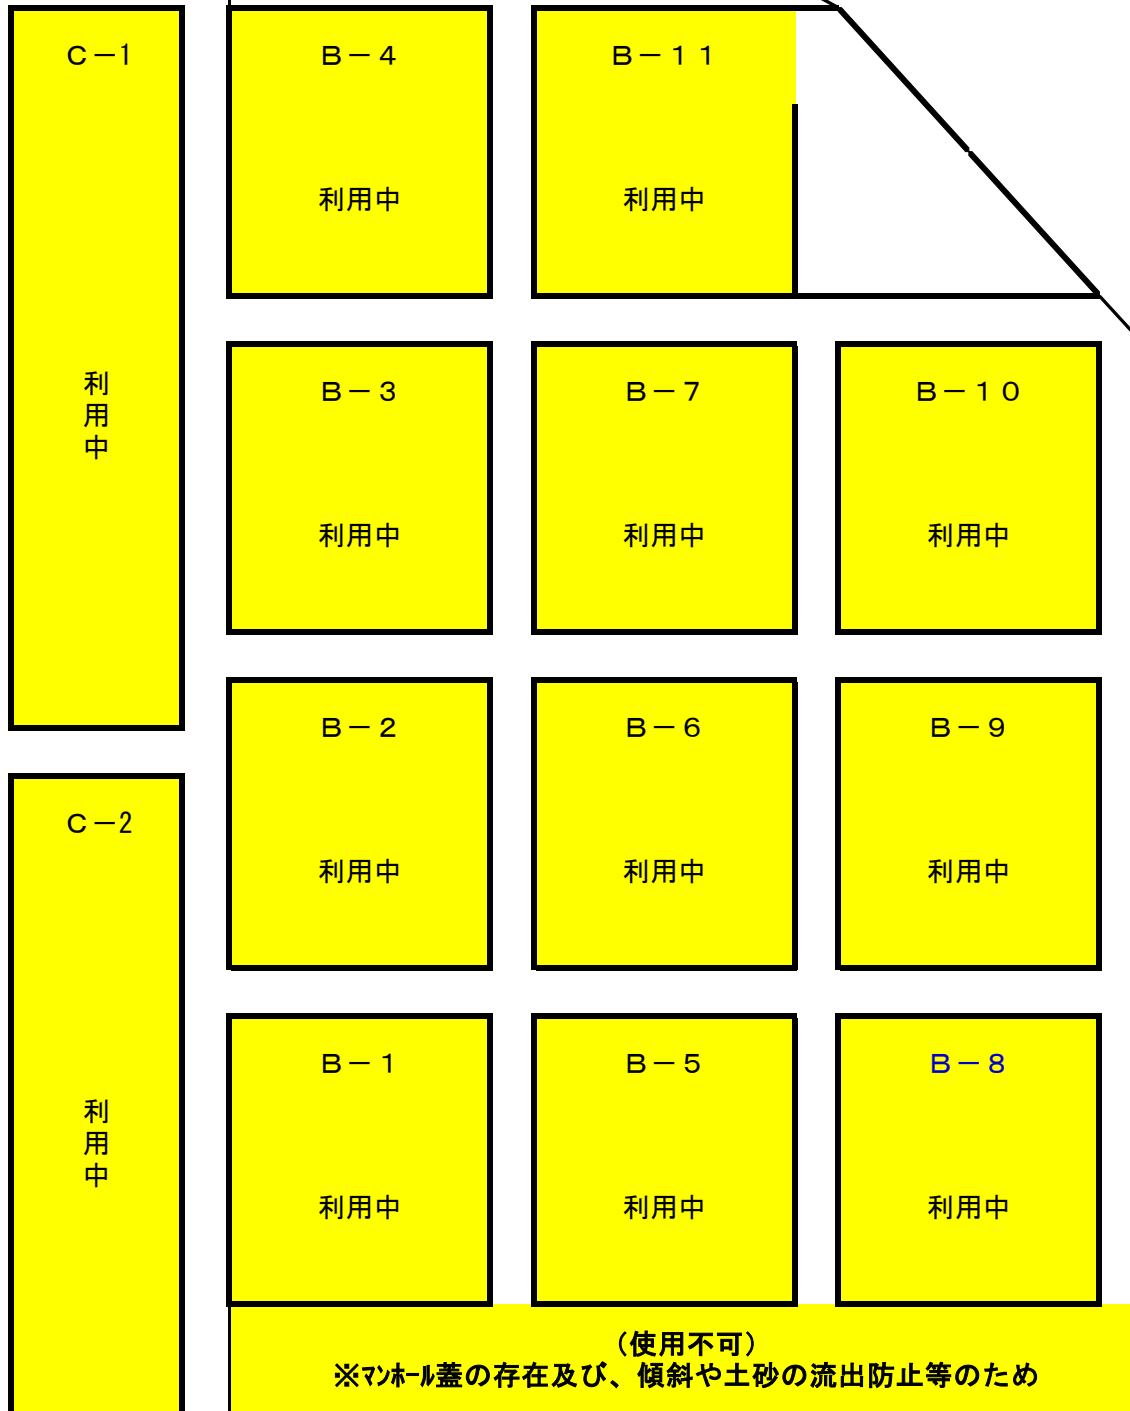 Ｃ－1
Ｂ－４
Ｂ－１１
利用中
利用中
利用中
Ｂ－３
Ｂ－７
Ｂ－１０
利用中
利用中
利用中
Ｂ－２
Ｂ－６
Ｂ－９
Ｃ－2
利用中
利用中
利用中
Ｂ－１
Ｂ－５
Ｂ－８
利用中
利用中
利用中
利用中
（使用不可）
※ﾏﾝﾎｰﾙ蓋の存在及び、傾斜や土砂の流出防止等のため